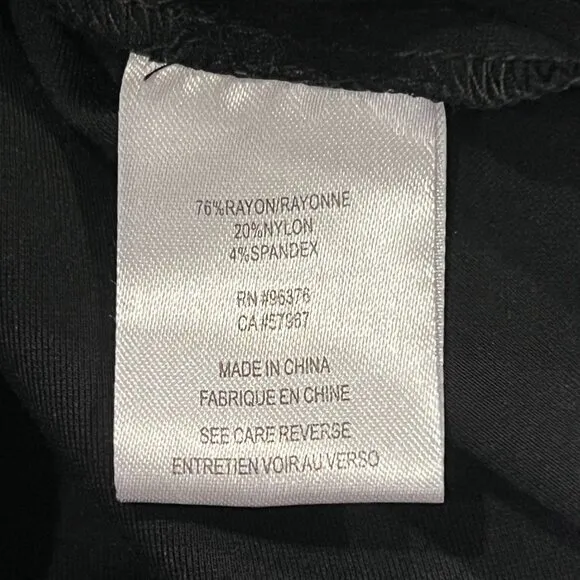 76%RAYON/RAYONNE
20%NYLON
4%SPANDEX
RN #96376
CA #57967
MADE IN CHINA
FABRIQUE EN CHINE
SEE CARE REVERSE
ENTRETIEN VOIR AU VERSO